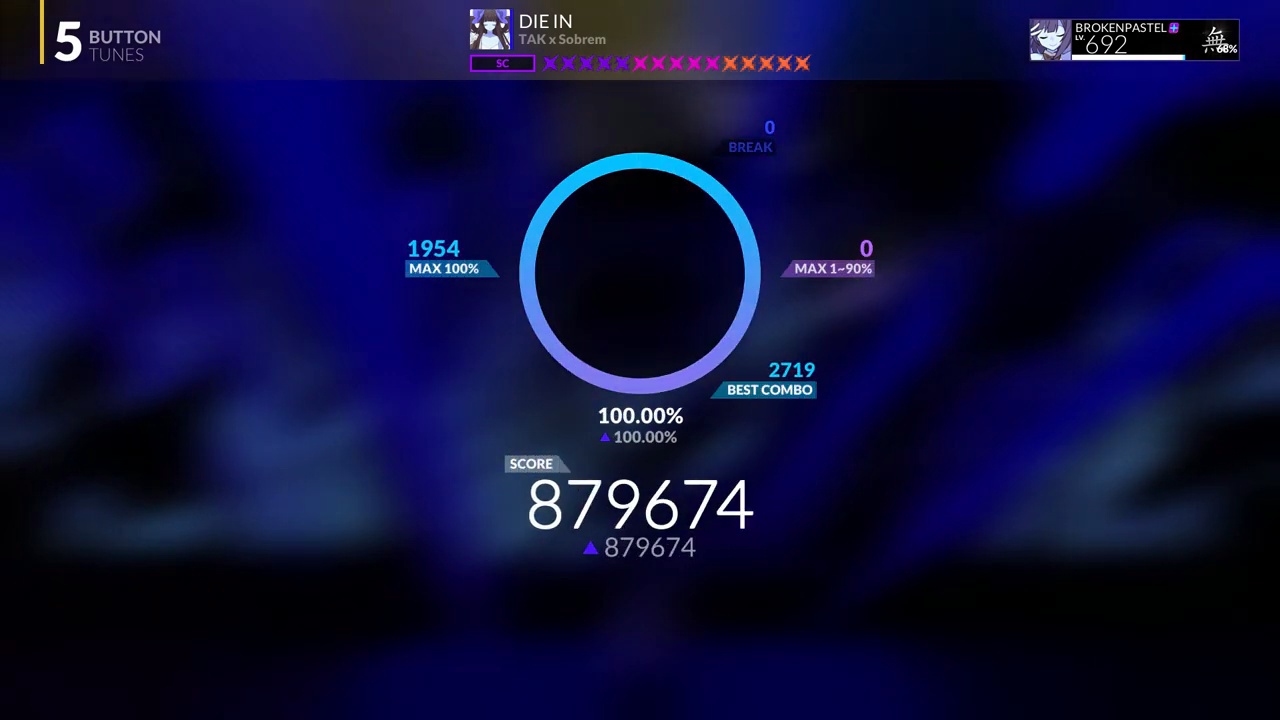 5 BUTTON
TUNES
DIE IN
TAK x Sobrem
SC
BROKENPASTEL
LV. 692
無
68%
0
BREAK
1954
MAX 100%
0
MAX 1~90%
2719
BEST COMBO
100.00%
100.00%
SCORE
879674
879674